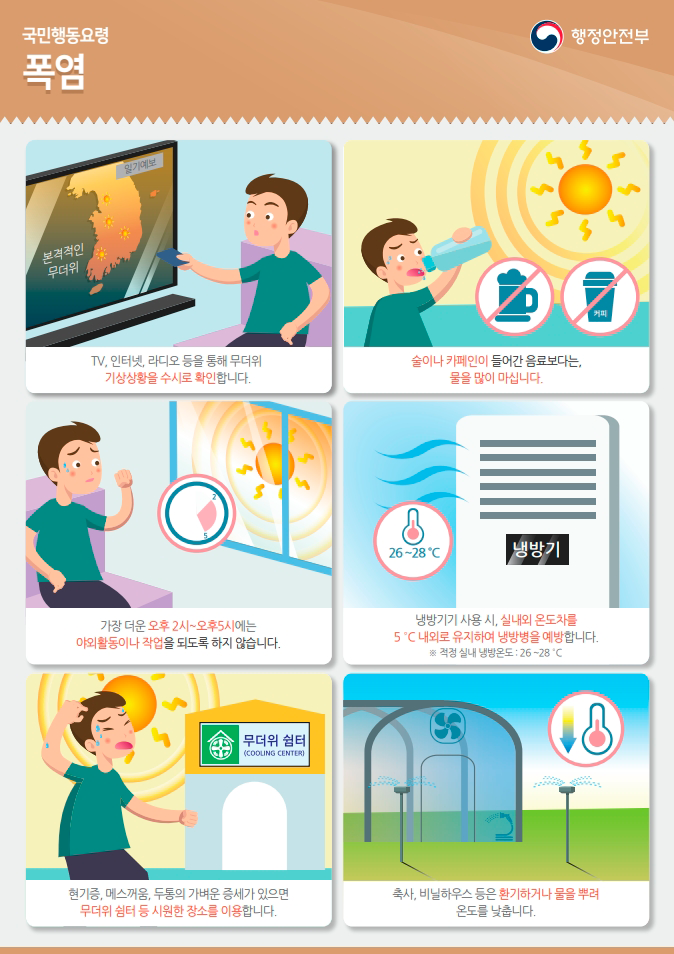 국민행동요령
폭염
행정안전부
일기예보
본격적인
무더위
TV, 인터넷, 라디오 등을 통해 무더위
기상상황을 수시로 확인합니다.
커피
술이나 카페인이 들어간 음료보다는,
물을 많이 마십니다.
2
5
가장 더운 오후 2시~오후5시에는
야외활동이나 작업을 되도록 하지 않습니다.
26~28℃
냉방기
냉방기기 사용 시, 실내외 온도차를
5 ℃ 내외로 유지하여 냉방병을 예방합니다.
※ 적정 실내 냉방온도 : 26 ~28 ℃
무더위 쉼터
(COOLING CENTER)
현기증, 메스꺼움, 두통의 가벼운 증세가 있으면
무더위 쉼터 등 시원한 장소를 이용합니다.
축사, 비닐하우스 등은 환기하거나 물을 뿌려
온도를 낮춥니다.